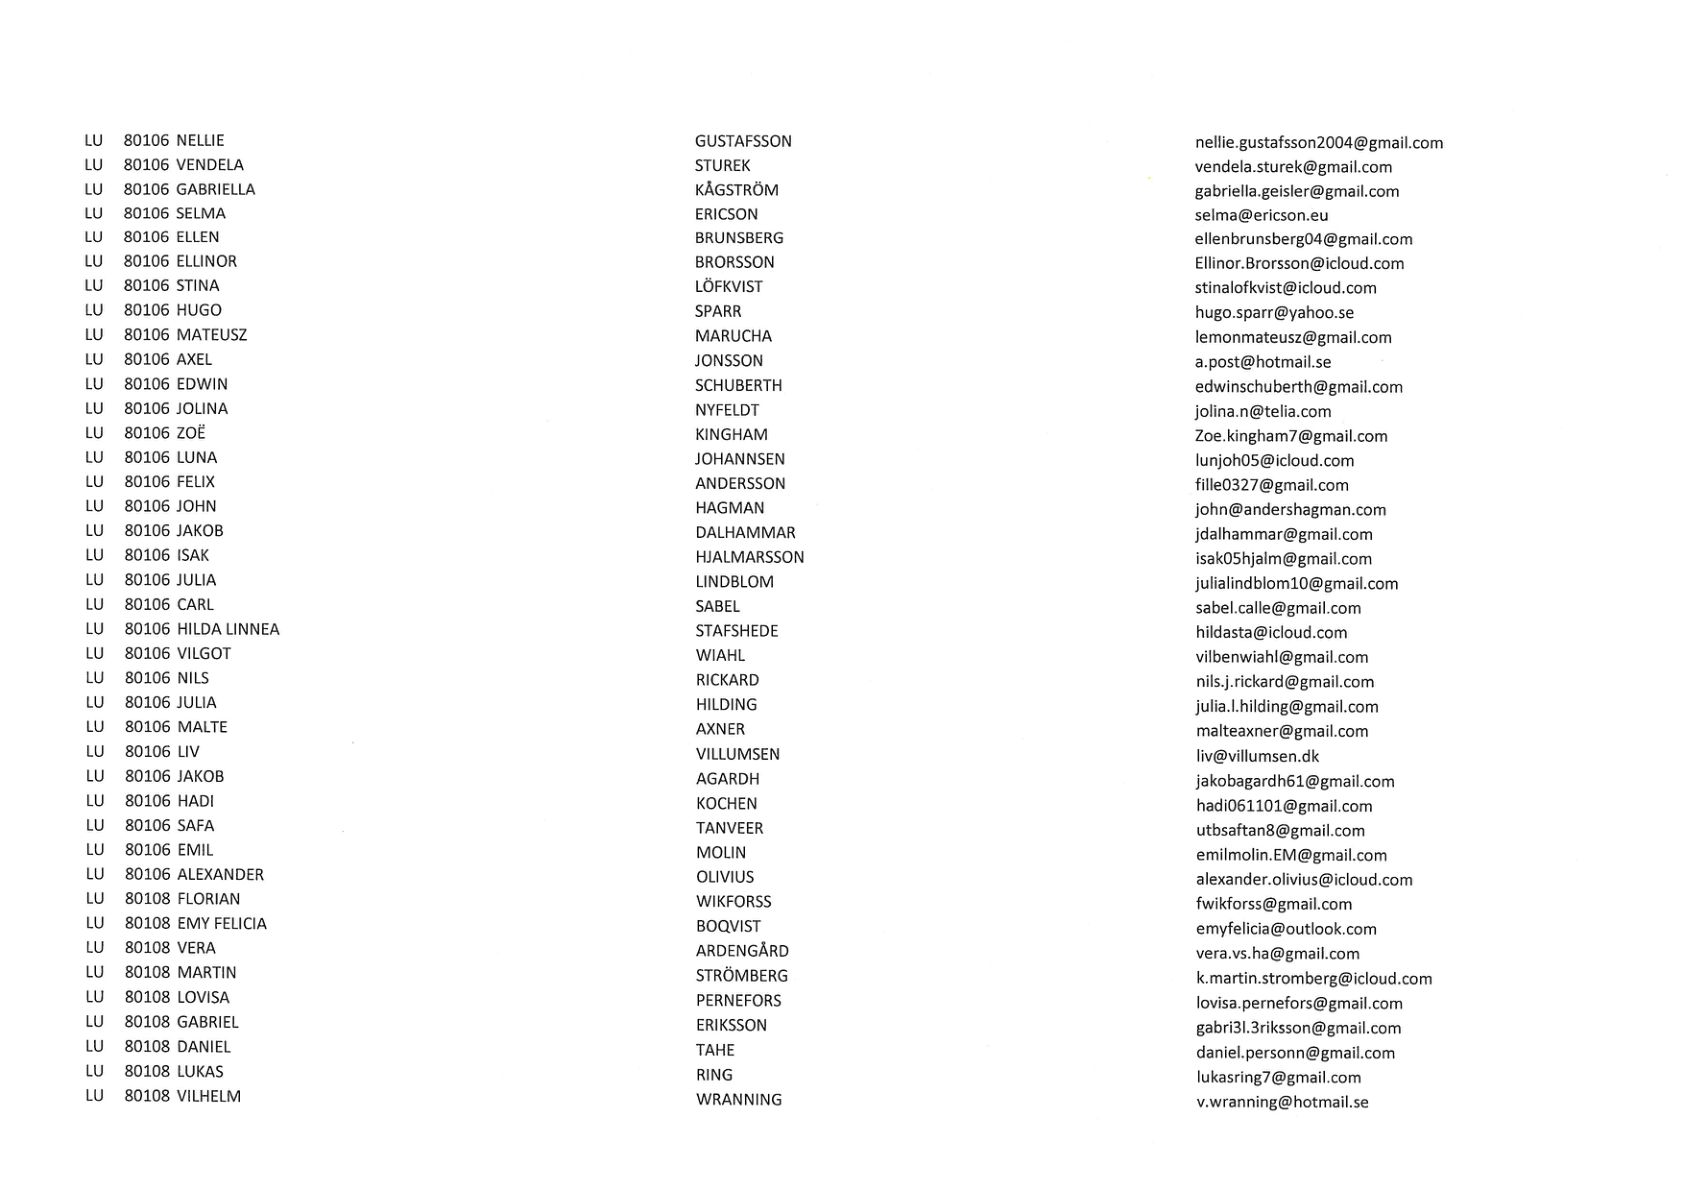 LU 80106 NELLIE GUSTAFSSON nellie.gustafsson2004@gmail.com
LU 80106 VENDELA STUREK vendela.sturek@gmail.com
LU 80106 GABRIELLA KÅGSTRÖM gabriella.geisler@gmail.com
LU 80106 SELMA ERICSON selma@ericson.eu
LU 80106 ELLEN BRUNSBERG ellenbrunsberg04@gmail.com
LU 80106 ELLINOR BRORSSON Ellinor.Brorsson@icloud.com
LU 80106 STINA LÖFKVIST stinalofkvist@icloud.com
LU 80106 HUGO SPARR hugo.sparr@yahoo.se
LU 80106 MATEUSZ MARUCHA lemonmateusz@gmail.com
LU 80106 AXEL JONSSON a.post@hotmail.se
LU 80106 EDWIN SCHUBERTH edwinschuberth@gmail.com
LU 80106 JOLINA NYFELDT jolina.n@telia.com
LU 80106 ZOË KINGHAM Zoe.kingham7@gmail.com
LU 80106 LUNA JOHANNSEN lunjoh05@icloud.com
LU 80106 FELIX ANDERSSON fille0327@gmail.com
LU 80106 JOHN HAGMAN john@andershagman.com
LU 80106 JAKOB DALHAMMAR jdalhammar@gmail.com
LU 80106 ISAK HJALMARSSON isak05hjalm@gmail.com
LU 80106 JULIA LINDBLOM julialindblom10@gmail.com
LU 80106 CARL SABEL sabel.calle@gmail.com
LU 80106 HILDA LINNEA STAFSHEDE hildasta@icloud.com
LU 80106 VILGOT WIAHL vilbenwiahl@gmail.com
LU 80106 NILS RICKARD nils.j.rickard@gmail.com
LU 80106 JULIA HILDING julia.l.hilding@gmail.com
LU 80106 MALTE AXNER malteaxner@gmail.com
LU 80106 LIV VILLUMSEN liv@villumsen.dk
LU 80106 JAKOB AGARDH jakobagardh61@gmail.com
LU 80106 HADI KOCHEN hadi061101@gmail.com
LU 80106 SAFA TANVEER utbsaftan8@gmail.com
LU 80106 EMIL MOLIN emilmolin.EM@gmail.com
LU 80106 ALEXANDER OLIVIUS alexander.olivius@icloud.com
LU 80108 FLORIAN WIKFORSS fwikforss@gmail.com
LU 80108 EMY FELICIA BOQVIST emyfelicia@outlook.com
LU 80108 VERA ARDENGÅRD vera.vs.ha@gmail.com
LU 80108 MARTIN STRÖMBERG k.martin.stromberg@icloud.com
LU 80108 LOVISA PERNEFORS lovisa.pernefors@gmail.com
LU 80108 GABRIEL ERIKSSON gabri3l.3riksson@gmail.com
LU 80108 DANIEL TAHE daniel.personn@gmail.com
LU 80108 LUKAS RING lukasring7@gmail.com
LU 80108 VILHELM WRANNING v.wranning@hotmail.se